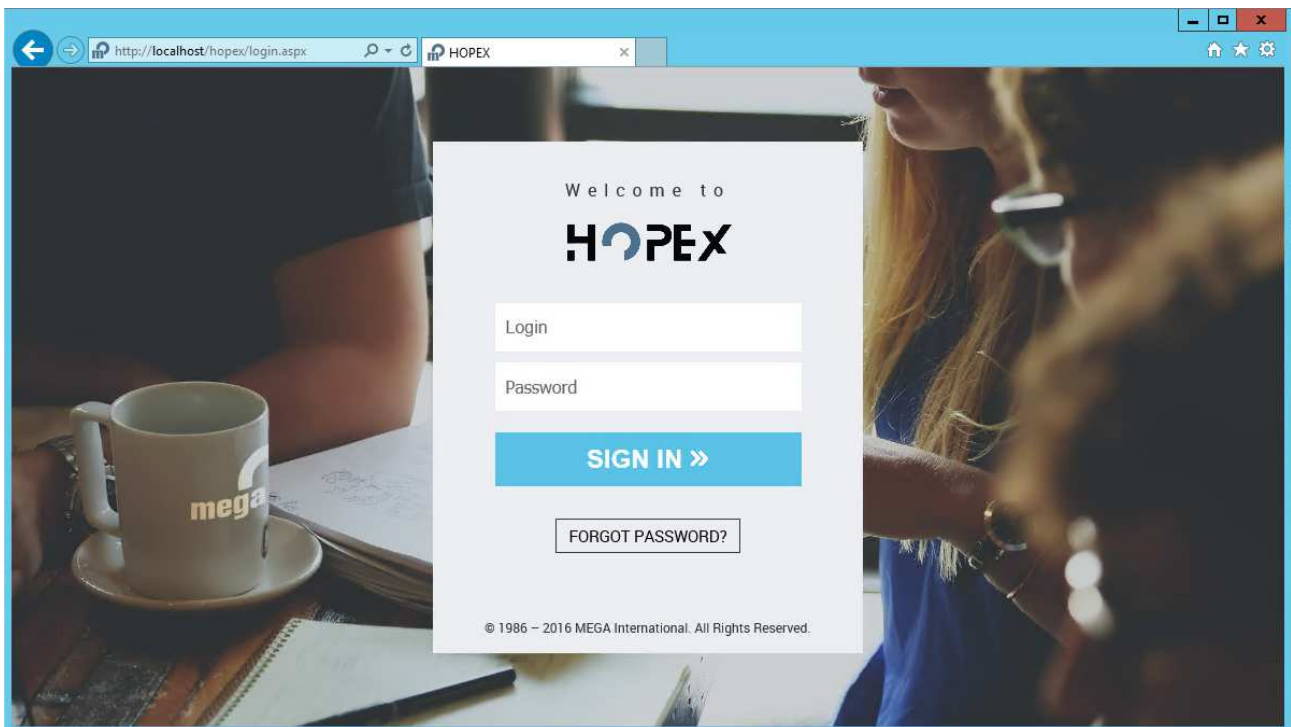 http://localhost/hopex/login.aspx
HOPEX
Welcome to
HOPEX
Login
Password
SIGN IN »
FORGOT PASSWORD?
© 1986 – 2016 MEGA International. All Rights Reserved.
mega